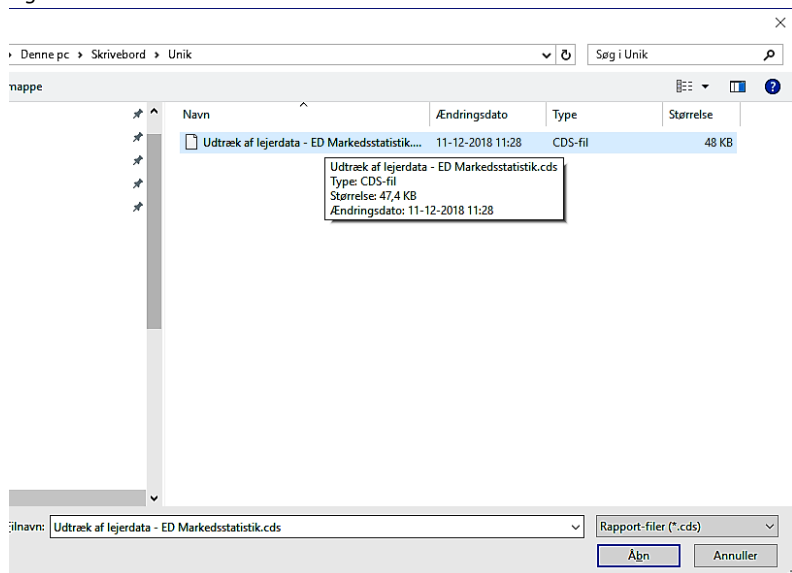 Denne pc › Skrivebord › Unik
Søg i Unik
mappe
Navn Ændringsdato Type Størrelse
Udtræk af lejerdata - ED Markedsstatistik.... 11-12-2018 11:28 CDS-fil 48 KB
Udtræk af lejerdata - ED Markedsstatistik.cds
Type: CDS-fil
Størrelse: 47,4 KB
Ændringsdato: 11-12-2018 11:28
Filnavn: Udtræk af lejerdata - ED Markedsstatistik.cds
Rapport-filer (*.cds)
Åbn Annuller